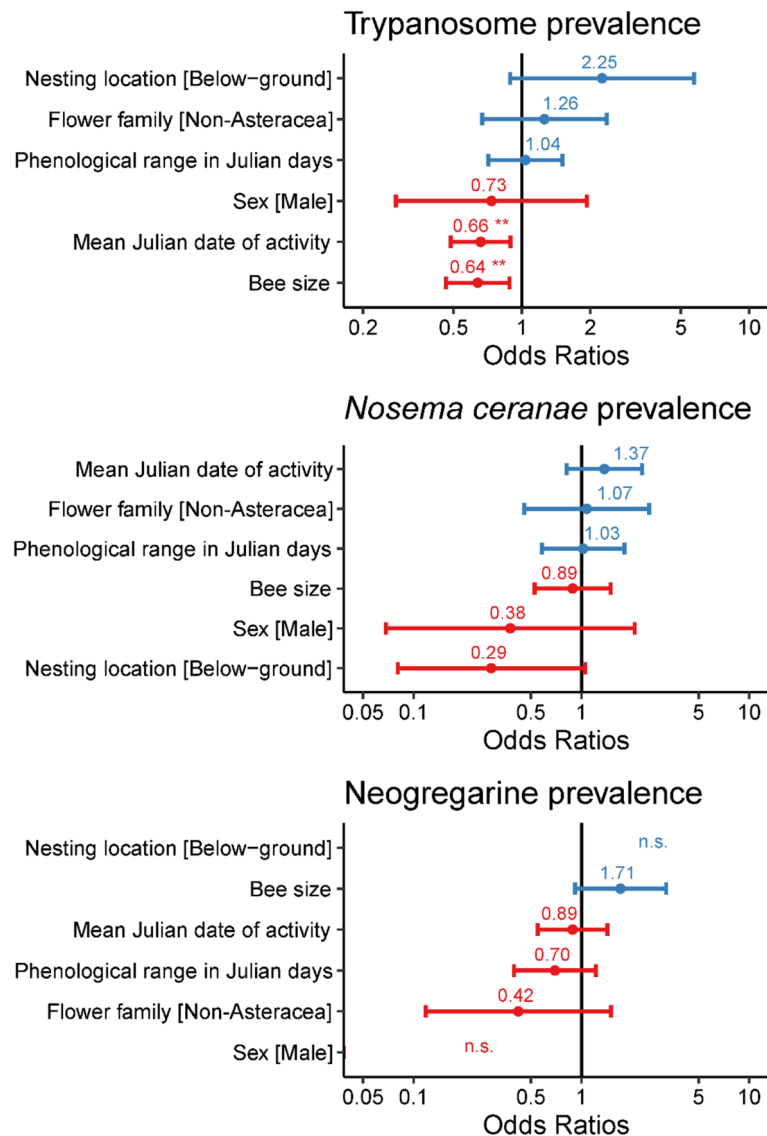 Trypanosome prevalence
Nesting location [Below−ground]
2.25
Flower family [Non-Asteracea]
1.26
Phenological range in Julian days
1.04
Sex [Male]
0.73
Mean Julian date of activity
0.66 **
Bee size
0.64 **
0.2 0.5 1 2 5 10
Odds Ratios
Nosema ceranae prevalence
Mean Julian date of activity
1.37
Flower family [Non-Asteracea]
1.07
Phenological range in Julian days
1.03
Bee size
0.89
Sex [Male]
0.38
Nesting location [Below−ground]
0.29
0.05 0.1 0.5 1 5 10
Odds Ratios
Neogregarine prevalence
Nesting location [Below-ground]
n.s.
Bee size
1.71
Mean Julian date of activity
0.89
Phenological range in Julian days
0.70
Flower family [Non-Asteracea]
0.42
Sex [Male]
n.s.
0.05 0.1 0.5 1 5 10
Odds Ratios